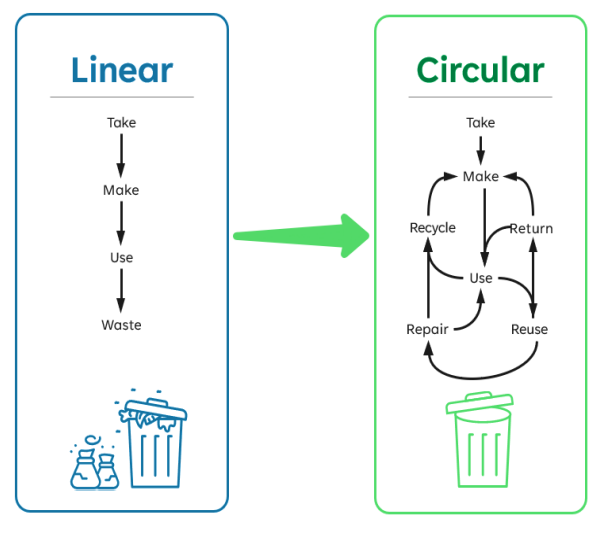 Linear
Take
Make
Use
Waste
Circular
Take
Make
Recycle
Return
Use
Repair
Reuse